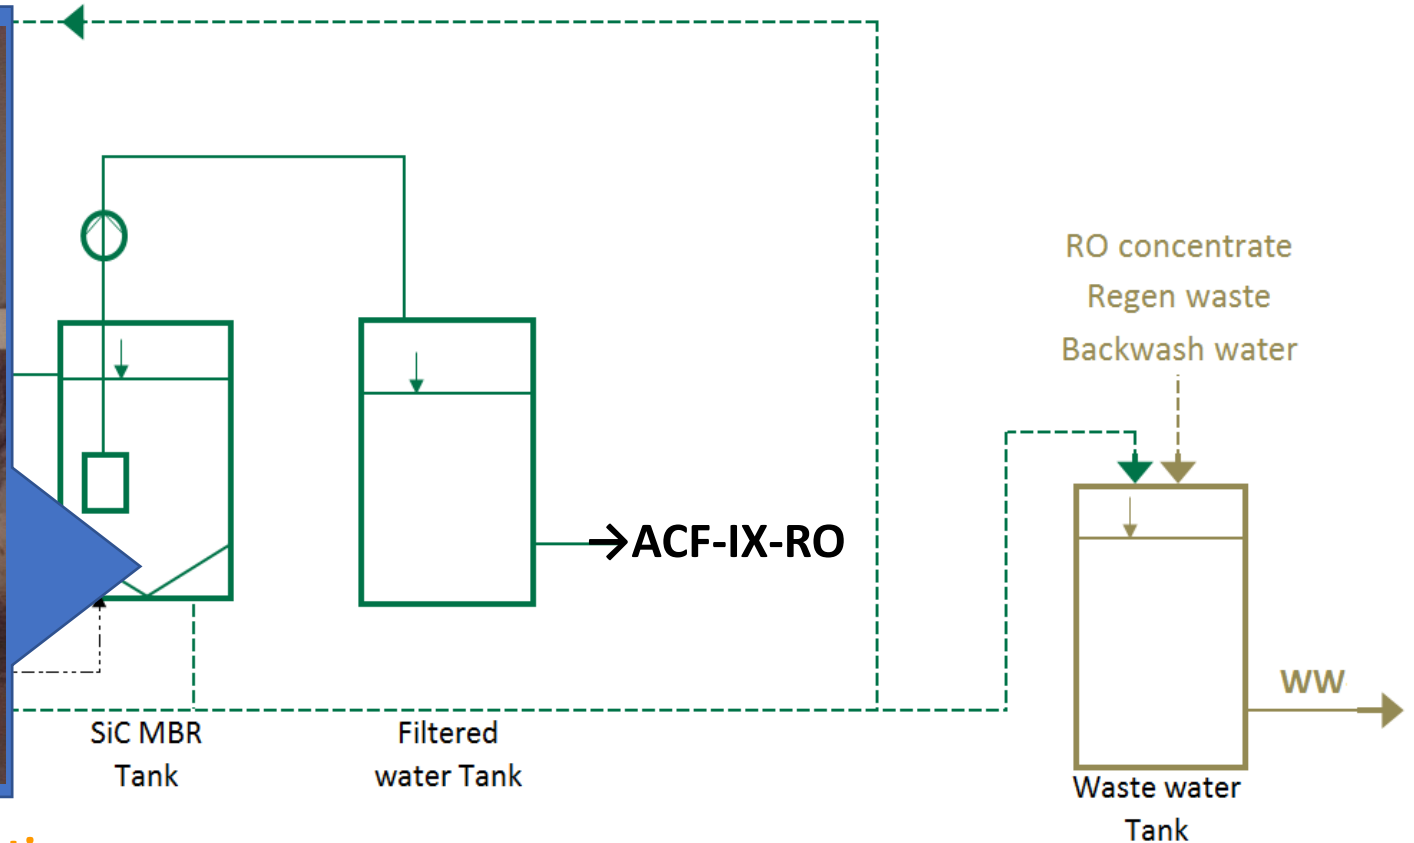 RO concentrate
Regen waste
Backwash water
→ACF-IX-RO
WW
SiC MBR
Tank
Filtered
water Tank
Waste water
Tank